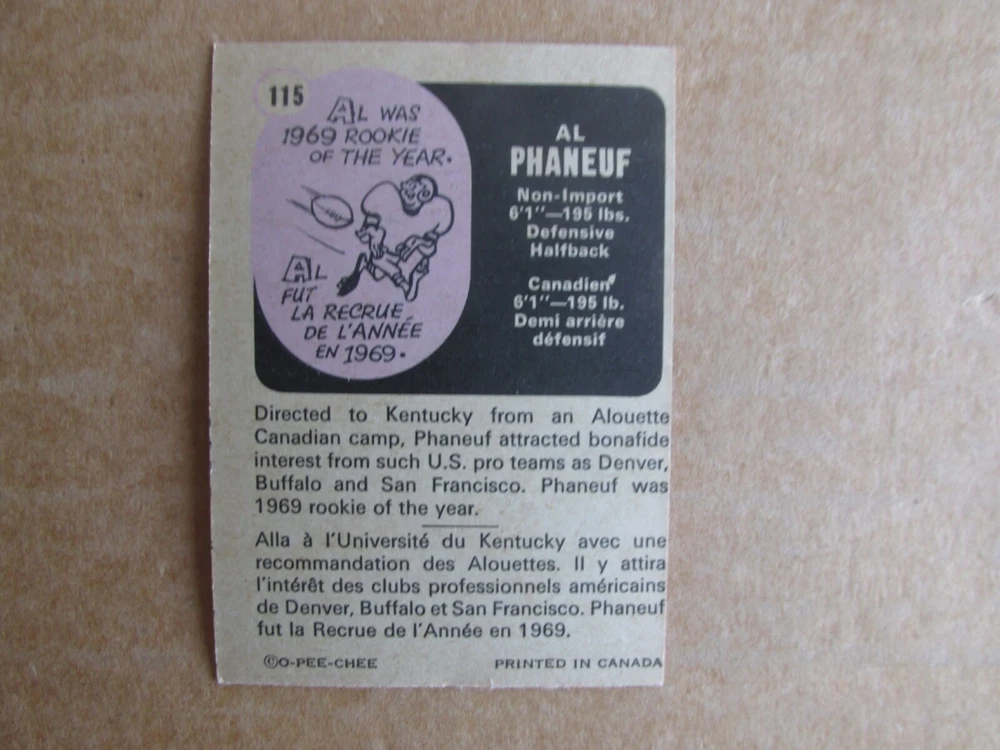 115
AL WAS
1969 ROOKIE
OF THE YEAR.
AL
FUT
LA RECRUE
DE L'ANNÉE
EN 1969.
AL
PHANEUF
Non-Import
6'1"—195 lbs.
Defensive
Halfback
Canadien
6'1"—195 lb.
Demi arrière
défensif
Directed to Kentucky from an Alouette
Canadian camp, Phaneuf attracted bonafide
interest from such U.S. pro teams as Denver,
Buffalo and San Francisco. Phaneuf was
1969 rookie of the year.
Alla à l'Université du Kentucky avec une
recommandation des Alouettes. Il y attira
l'intérêt des clubs professionnels américains
de Denver, Buffalo et San Francisco. Phaneuf
fut la Recrue de l'Année en 1969.
©O-PEE-CHEE PRINTED IN CANADA